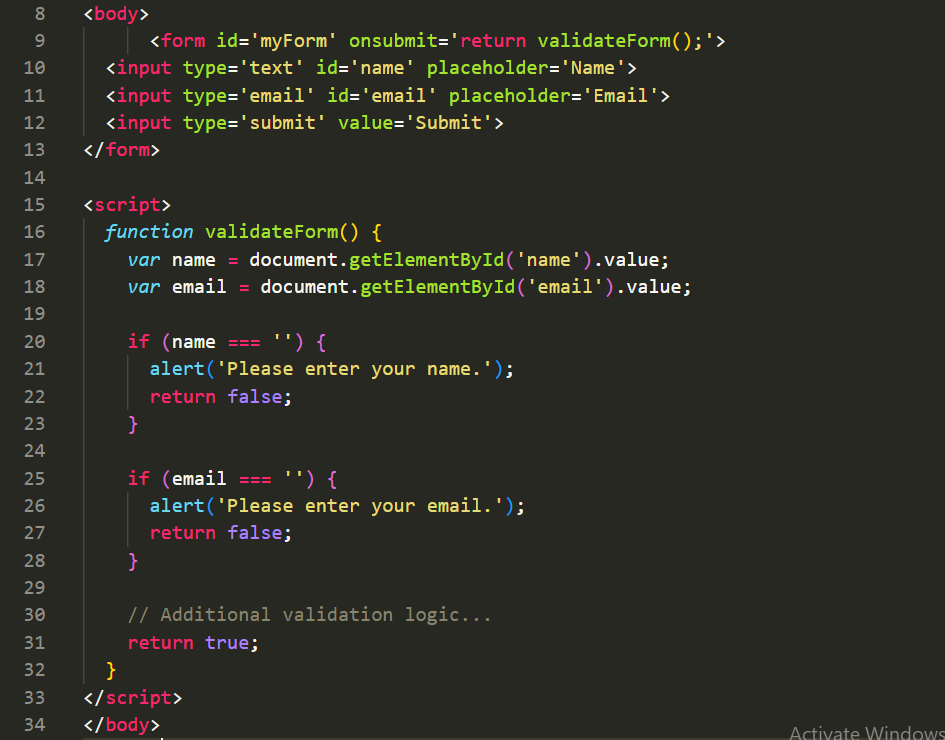 8 <body>
9 <form id='myForm' onsubmit='return validateForm();'>
10 <input type='text' id='name' placeholder='Name'>
11 <input type='email' id='email' placeholder='Email'>
12 <input type='submit' value='Submit'>
13 </form>
14
15 <script>
16 function validateForm() {
17 var name = document.getElementById('name').value;
18 var email = document.getElementById('email').value;
19
20 if (name === '') {
21 alert('Please enter your name.');
22 return false;
23 }
24
25 if (email === '') {
26 alert('Please enter your email.');
27 return false;
28 }
29
30 // Additional validation logic...
31 return true;
32 }
33 </script>
34 </body>
Activate Windows